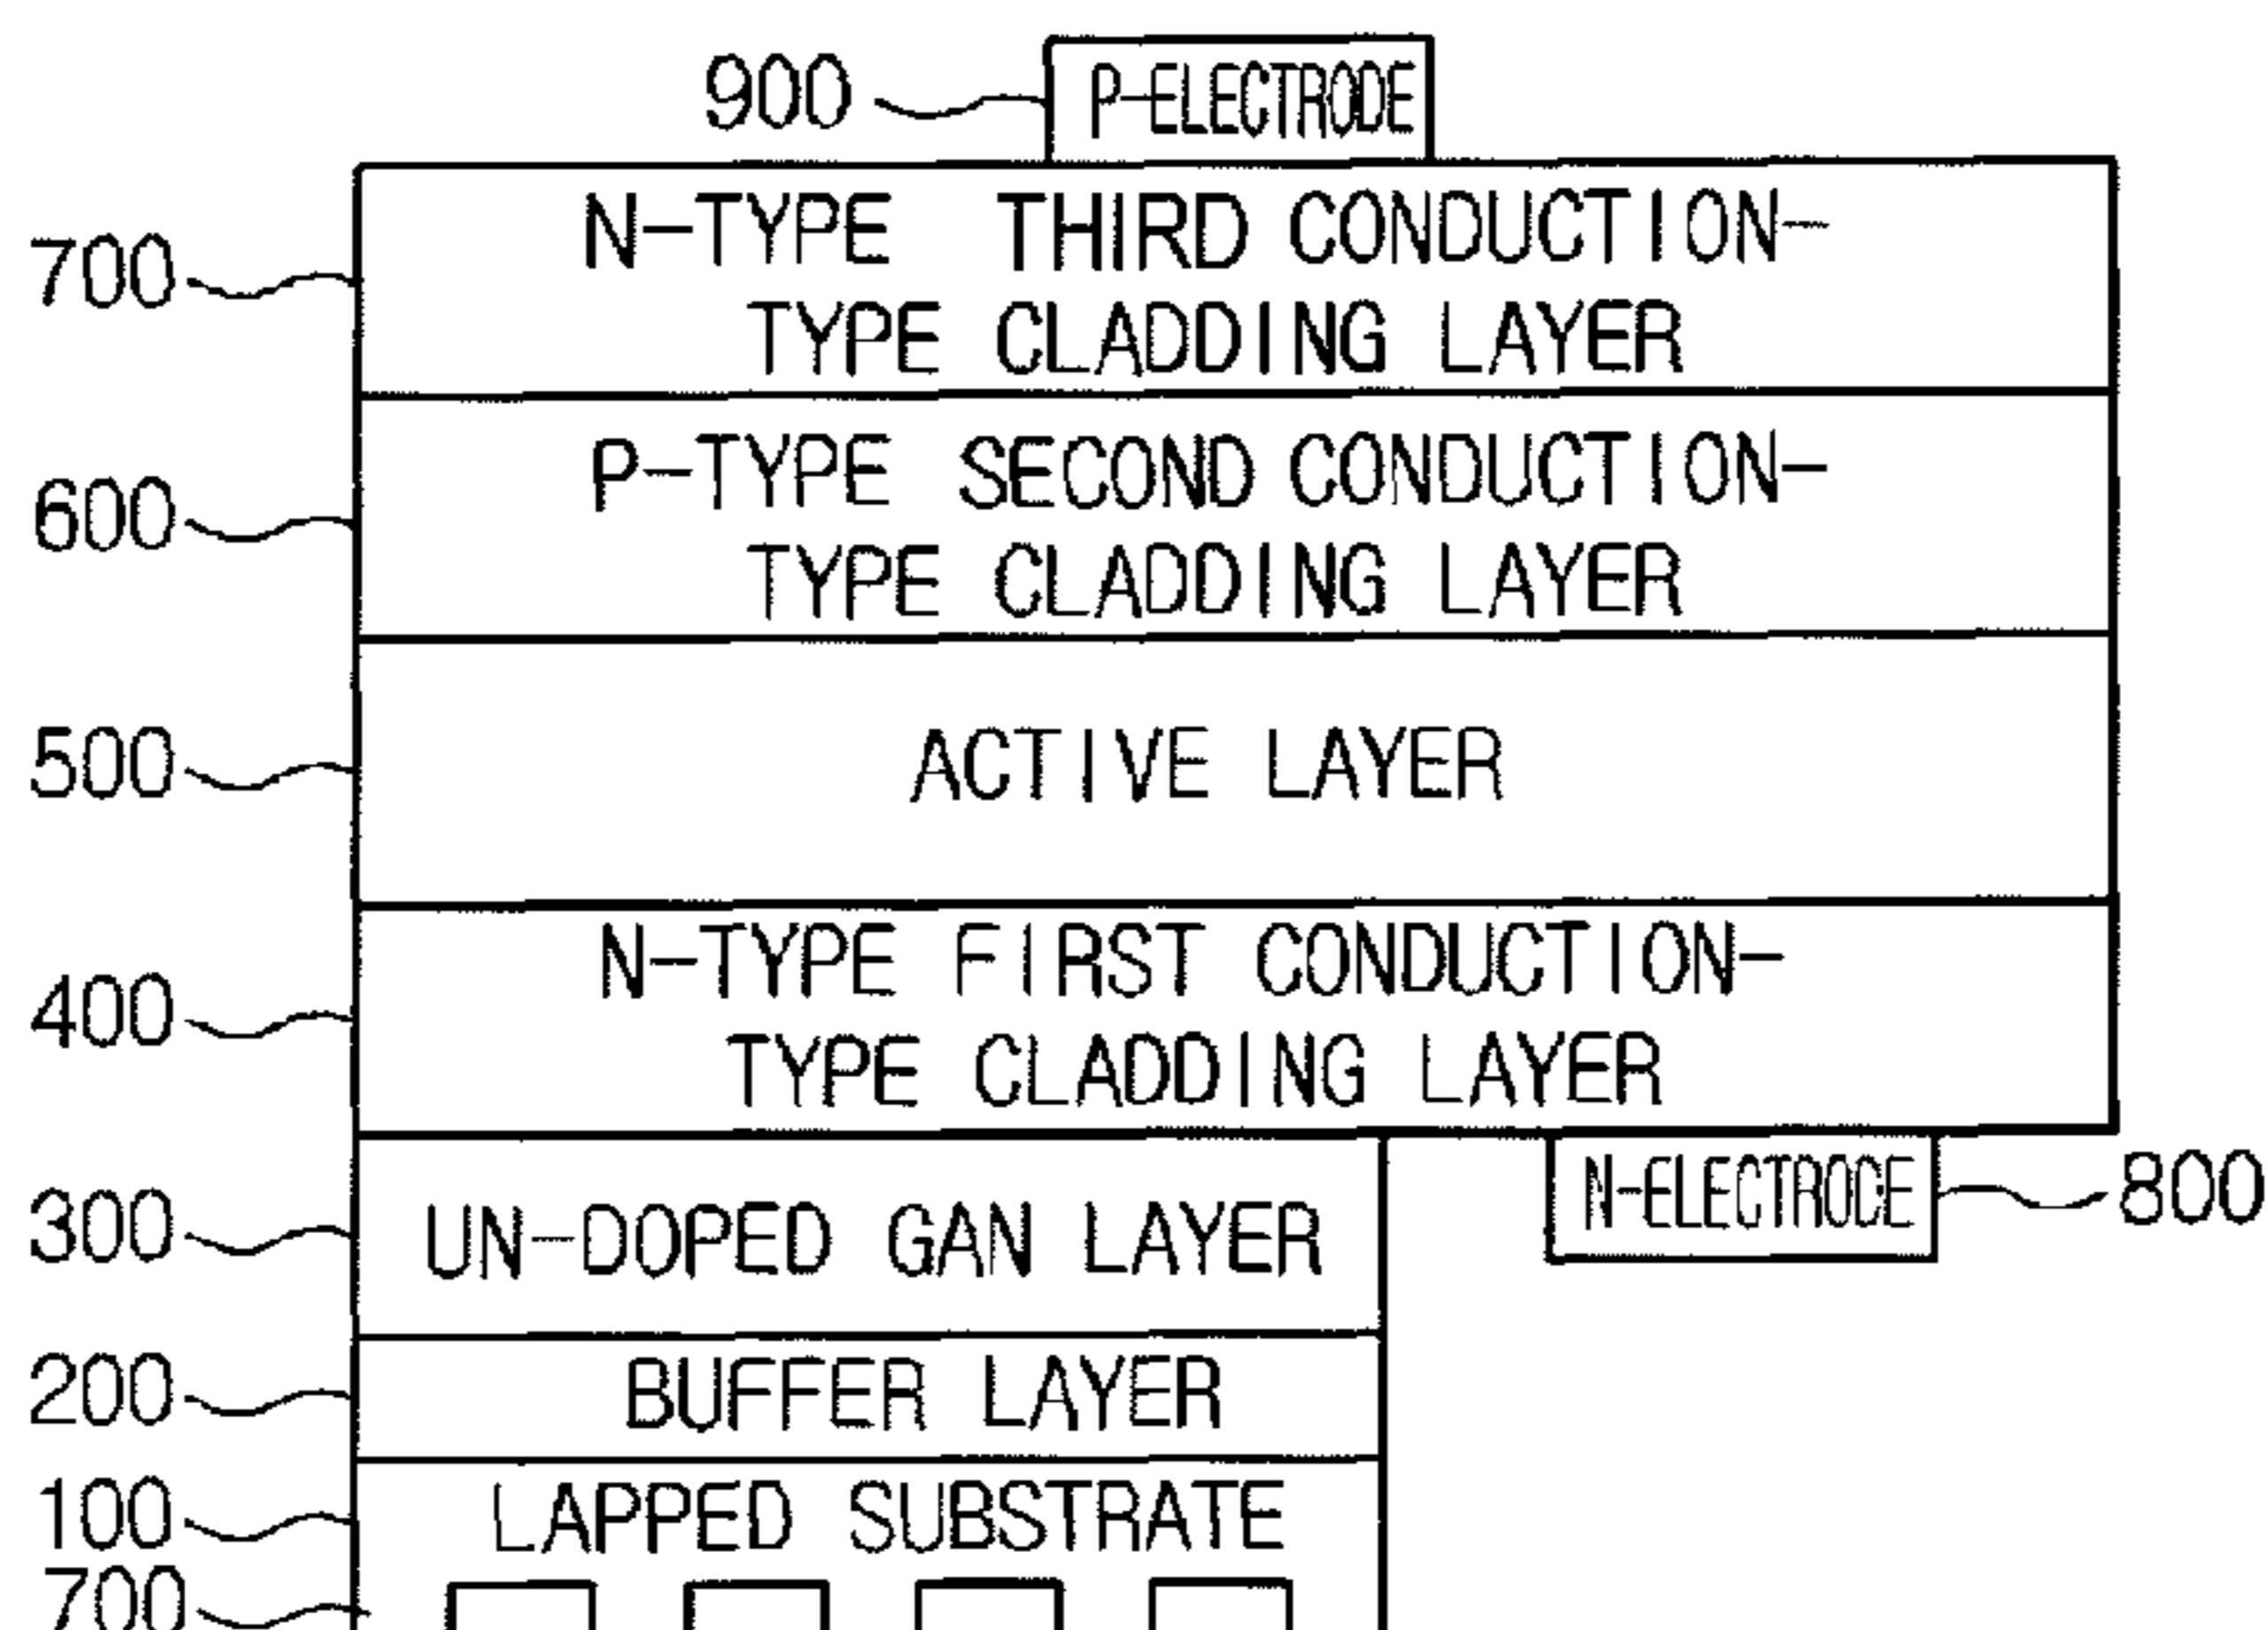 900 P-ELECTRODE
700 N-TYPE THIRD CONDUCTION-
TYPE CLADDING LAYER
600 P-TYPE SECOND CONDUCTION-
TYPE CLADDING LAYER
500 ACTIVE LAYER
400 N-TYPE FIRST CONDUCTION-
TYPE CLADDING LAYER
300 UN-DOPED GAN LAYER
N-ELECTRODE 800
200 BUFFER LAYER
100 LAPPED SUBSTRATE
700